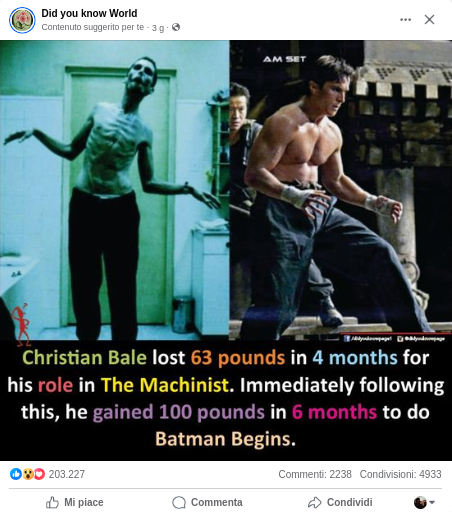 Did you know World
Contenuto suggerito per te · 3 g ·
AM SET
Christian Bale lost 63 pounds in 4 months for
his role in The Machinist. Immediately following
this, he gained 100 pounds in 6 months to do
Batman Begins.
203.227
Commenti: 2238 Condivisioni: 4933
Mi piace
Commenta
Condividi